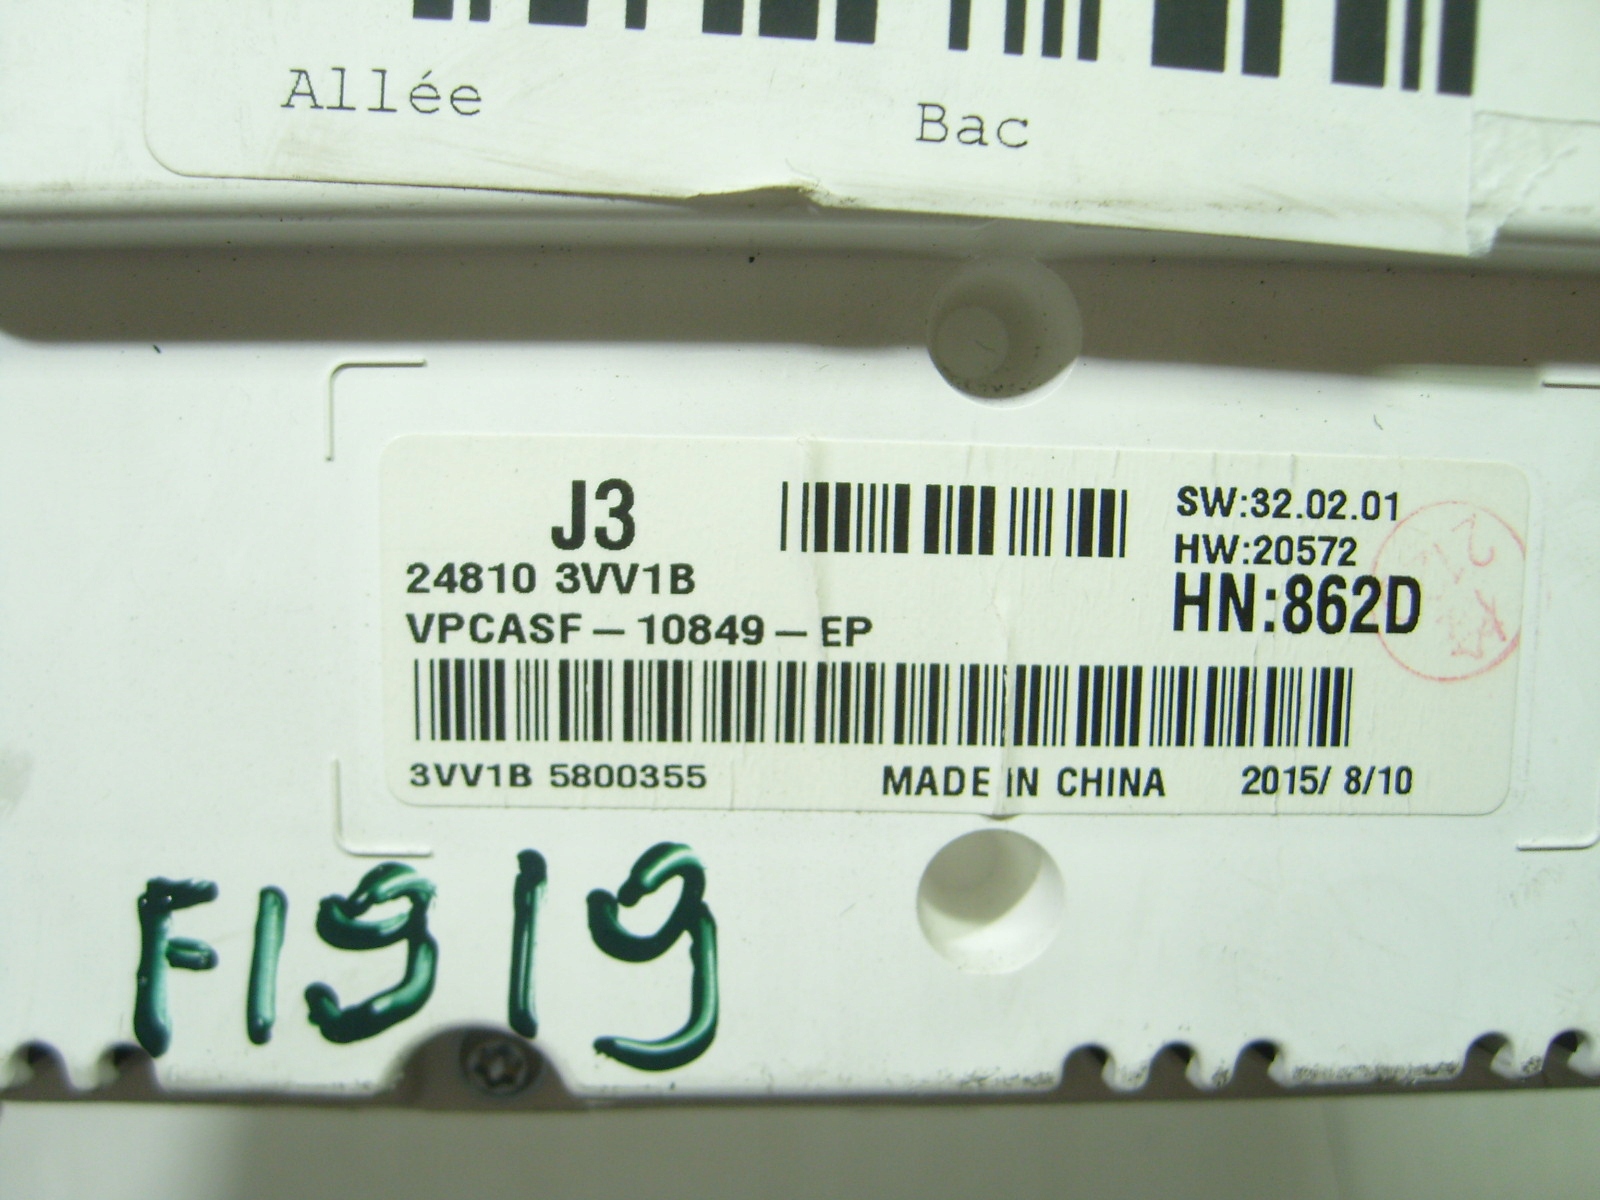 Allée Bac
J3
SW:32.02.01
HW:20572
24810 3VV1B
HN:862D
VPCASF-10849-EP
3VV1B 5800355 MADE IN CHINA 2015/ 8/10
F1919